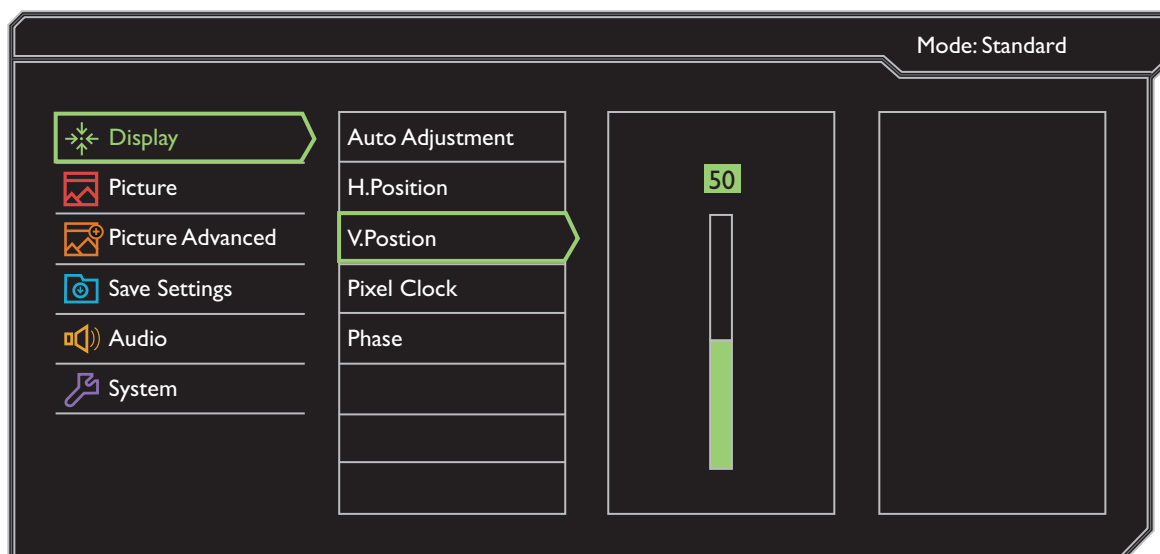 Mode: Standard
Display
Picture
Picture Advanced
Save Settings
Audio
System
Auto Adjustment
H.Position
V.Postion
Pixel Clock
Phase
50